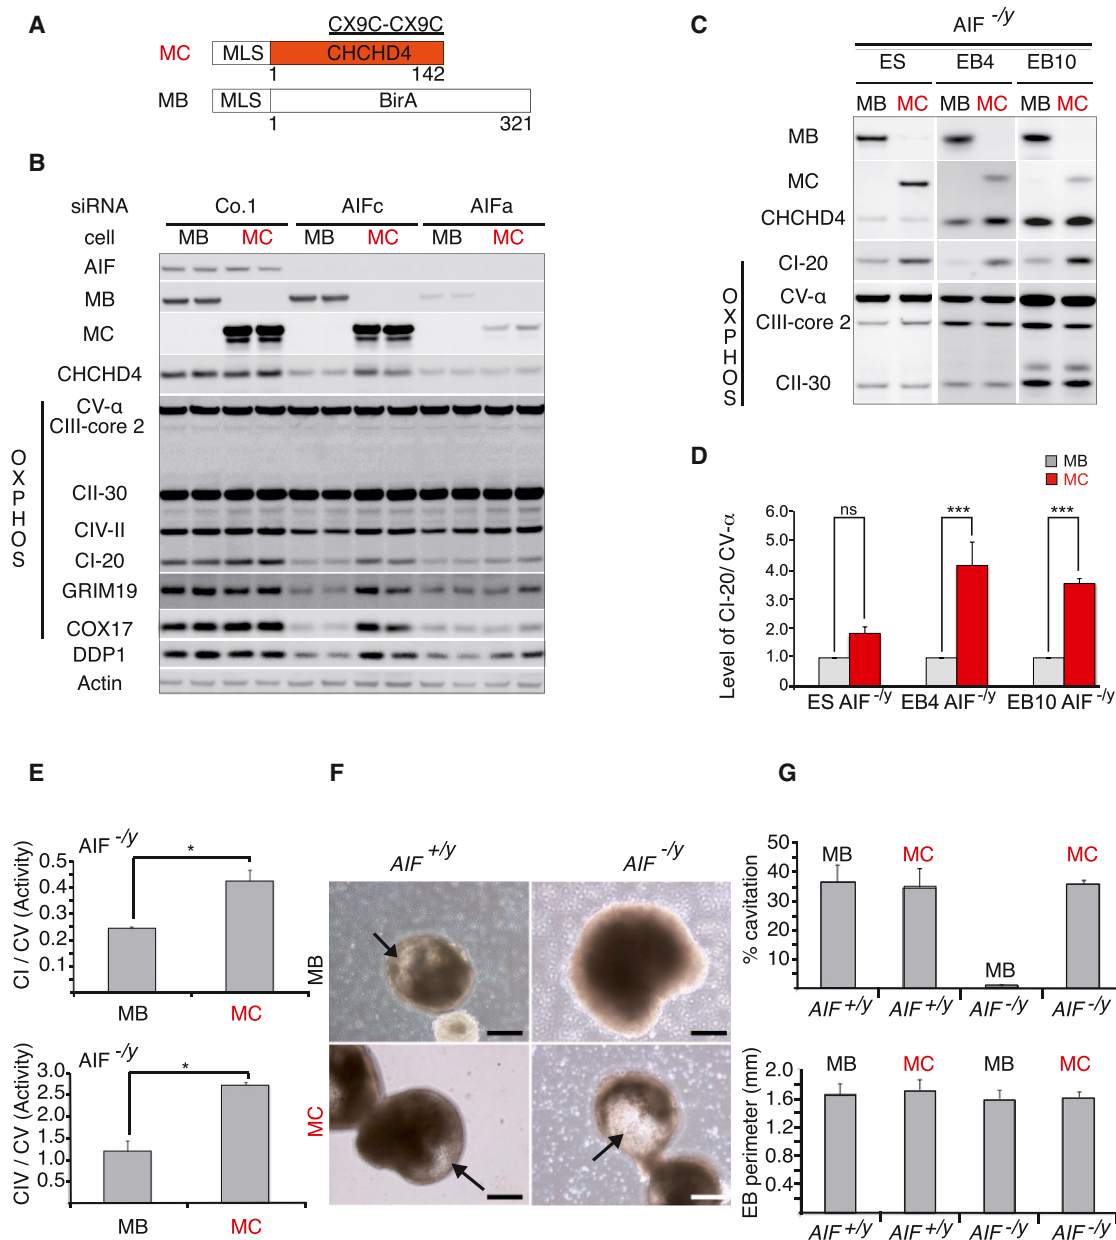 A
CX9C-CX9C
MC MLS CHCHD4
1 142
MB MLS BirA
1 321
B
siRNA Co.1 AIFc AIFa
cell MB MC MB MC MB MC
AIF
MB
MC
CHCHD4
CV-α
CIII-core 2
CII-30
CIV-II
CI-20
GRIM19
COX17
DDP1
Actin
OXPHOS
C
AIF -/y
ES EB4 EB10
MB MC MB MC MB MC
MB
MC
CHCHD4
CI-20
CV-α
CIII-core 2
CII-30
OXPHOS
D
MB
MC
Level of CI-20/ CV-α
6.0
5.0
4.0
3.0
2.0
1.0
0
ns *** ***
ES AIF -/y EB4 AIF -/y EB10 AIF -/y
E
AIF -/y
CI / CV (Activity)
0.5
0.4
0.3
0.2
0.1
*
MB MC
AIF -/y
CIV / CV (Activity)
3.0
2.5
2.0
1.5
1.0
0.5
*
MB MC
F
AIF +/y AIF -/y
MB
MC
G
% cavitation
50
40
30
20
10
MB MC MB MC
AIF +/y AIF +/y AIF -/y AIF -/y
EB perimeter (mm)
2.0
1.6
1.2
0.8
0.4
MB MC MB MC
AIF +/y AIF +/y AIF -/y AIF -/y